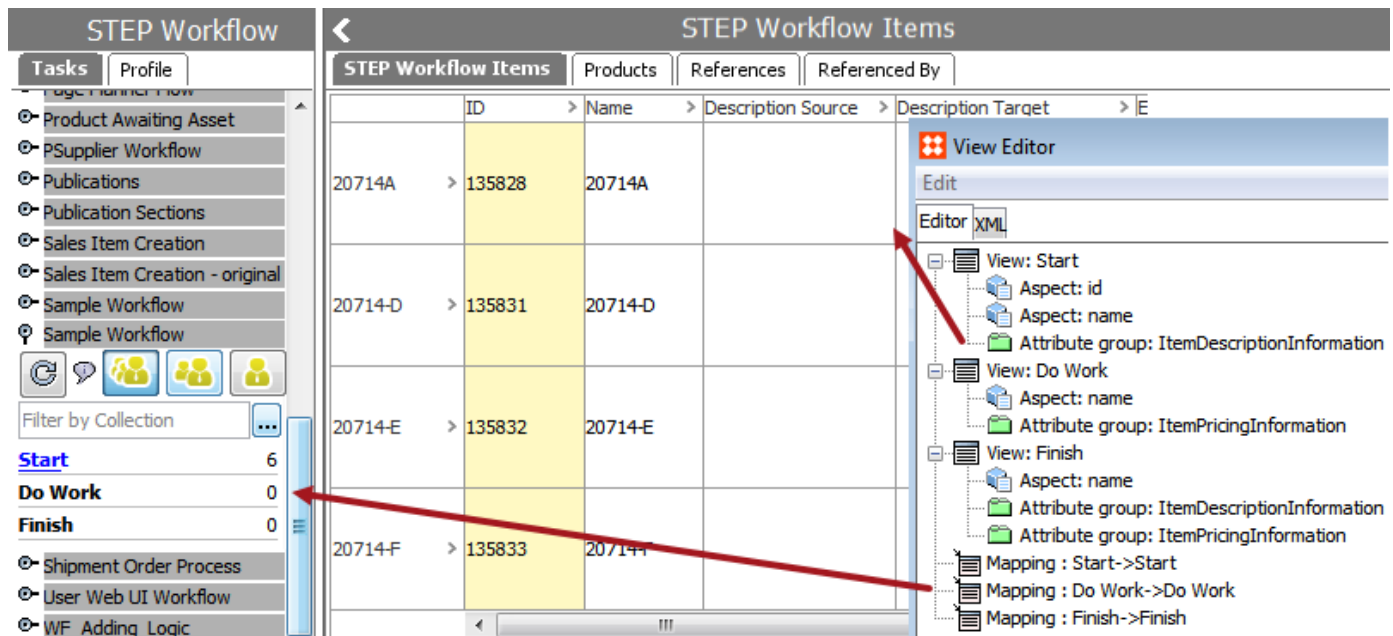 STEP Workflow
Tasks Profile
Page Planner Flow
Product Awaiting Asset
PSupplier Workflow
Publications
Publication Sections
Sales Item Creation
Sales Item Creation - original
Sample Workflow
Sample Workflow
Filter by Collection ...
Start 6
Do Work 0
Finish 0
Shipment Order Process
User Web UI Workflow
WF_Adding_Logic
STEP Workflow Items
STEP Workflow Items Products References Referenced By
ID > Name > Description Source > Description Target > E
20714A > 135828 20714A
20714-D > 135831 20714-D
20714-E > 135832 20714-E
20714-F > 135833 20714-F
View Editor
Edit
Editor XML
View: Start
Aspect: id
Aspect: name
Attribute group: ItemDescriptionInformation
View: Do Work
Aspect: name
Attribute group: ItemPricingInformation
View: Finish
Aspect: name
Attribute group: ItemDescriptionInformation
Attribute group: ItemPricingInformation
Mapping : Start->Start
Mapping : Do Work->Do Work
Mapping : Finish->Finish